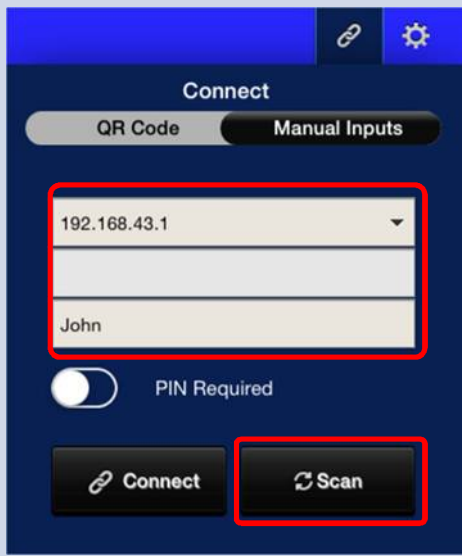 Connect
QR Code Manual Inputs
192.168.43.1
John
PIN Required
Connect Scan